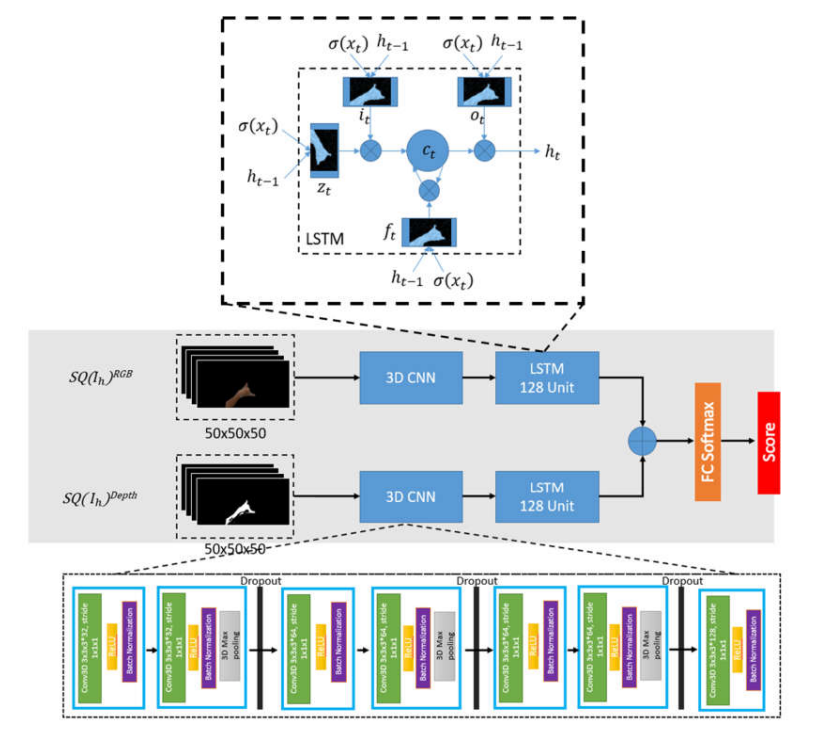 σ(x_t) h_{t−1}
σ(x_t) h_{t−1}
i_t
o_t
σ(x_t)
h_{t−1}
z_t
c_t
h_t
f_t
LSTM
h_{t−1} σ(x_t)
SQ(I_h)^{RGB}
50x50x50
3D CNN
LSTM
128 Unit
FC Softmax
Score
SQ(I_h)^{Depth}
50x50x50
3D CNN
LSTM
128 Unit
Dropout
Dropout
Dropout
Conv3D 3x3x3*32, stride
1x1x1
ReLU
Batch Normalization
Conv3D 3x3x3*32, stride
1x1x1
ReLU
Batch Normalization
3D Max
pooling
Conv3D 3x3x3*64, stride
1x1x1
ReLU
Batch Normalization
Conv3D 3x3x3*64, stride
1x1x1
ReLU
Batch Normalization
3D Max
pooling
Conv3D 3x3x3*64, stride
1x1x1
ReLU
Batch Normalization
Conv3D 3x3x3*64, stride
1x1x1
ReLU
Batch Normalization
3D Max
pooling
Conv3D 3x3x3*128, stride
1x1x1
ReLU
Batch Normalization